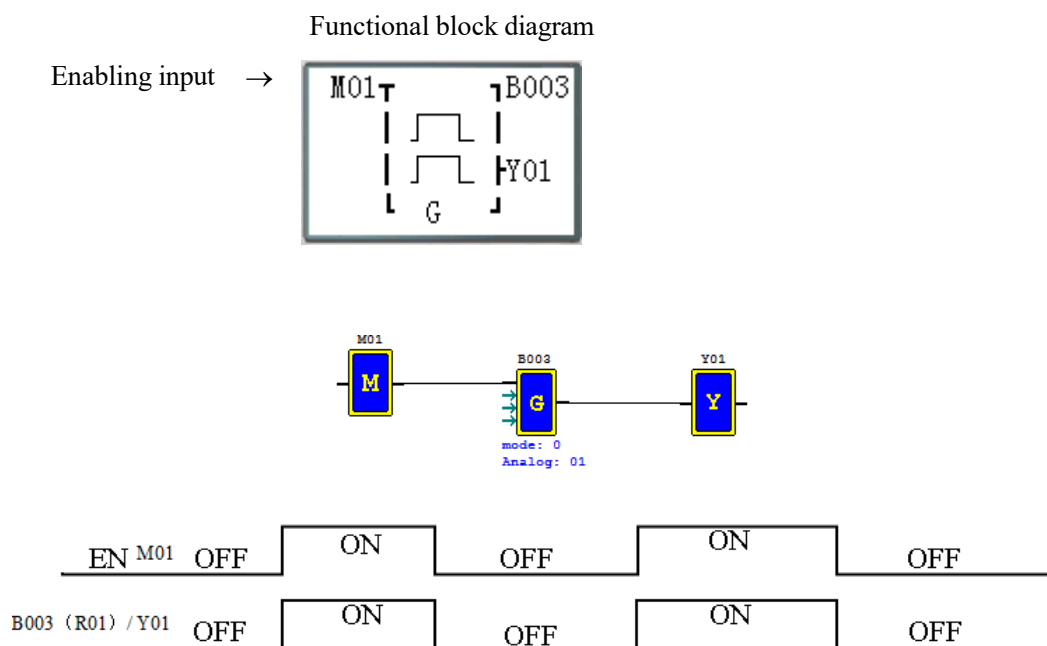 Functional block diagram
Enabling input →
M01 B003
Y01
G
M01
B003
Y01
M
G
Y
mode: 0
Analog: 01
EN M01 OFF ON OFF ON OFF
B003（R01）/Y01 OFF ON OFF ON OFF